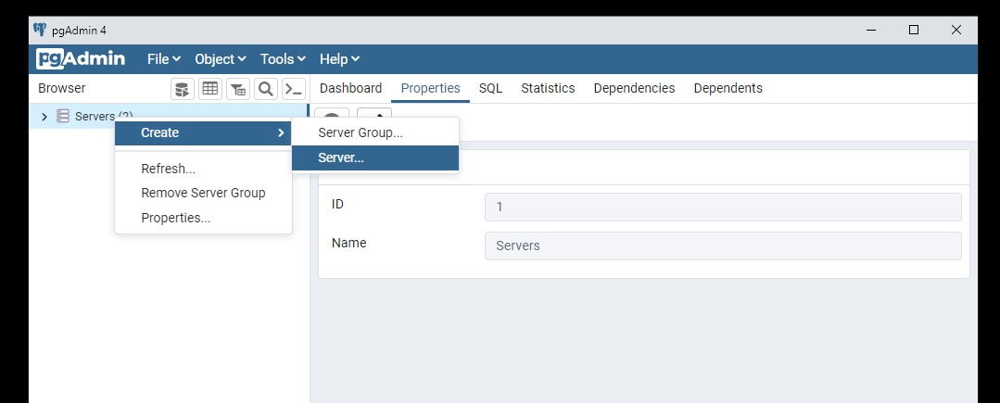 pgAdmin 4
pgAdmin File Object Tools Help
Browser Dashboard Properties SQL Statistics Dependencies Dependents
Servers (2)
Create Server Group...
Server...
Refresh...
Remove Server Group
Properties...
ID 1
Name Servers